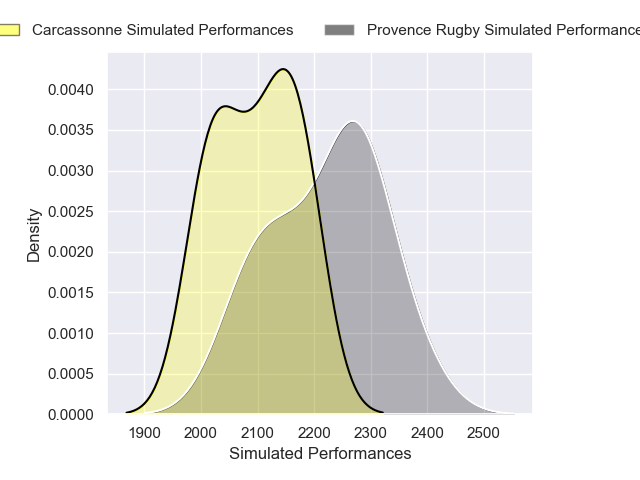 Carcassonne Simulated Performances
Provence Rugby Simulated Performance
0.0040
0.0035
0.0030
0.0025
0.0020
0.0015
0.0010
0.0005
0.0000
Density
1900 2000 2100 2200 2300 2400 2500
Simulated Performances